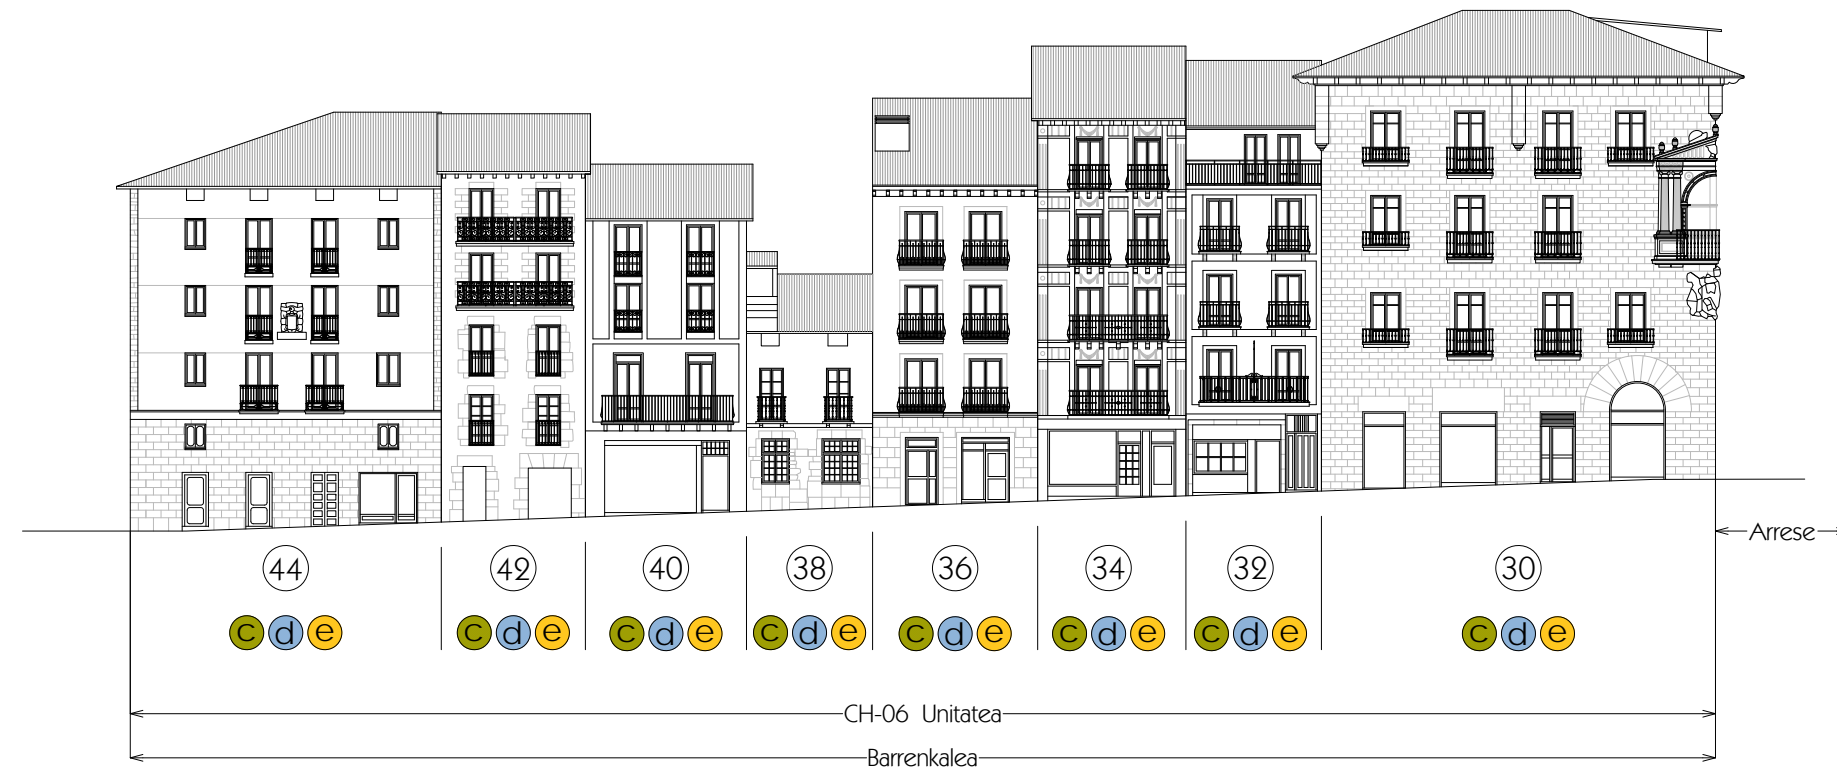 Arrese
44 42 40 38 36 34 32 30
c d e c d e c d e c d e c d e c d e c d e c d e
CH-06 Unitatea
Barrenkalea